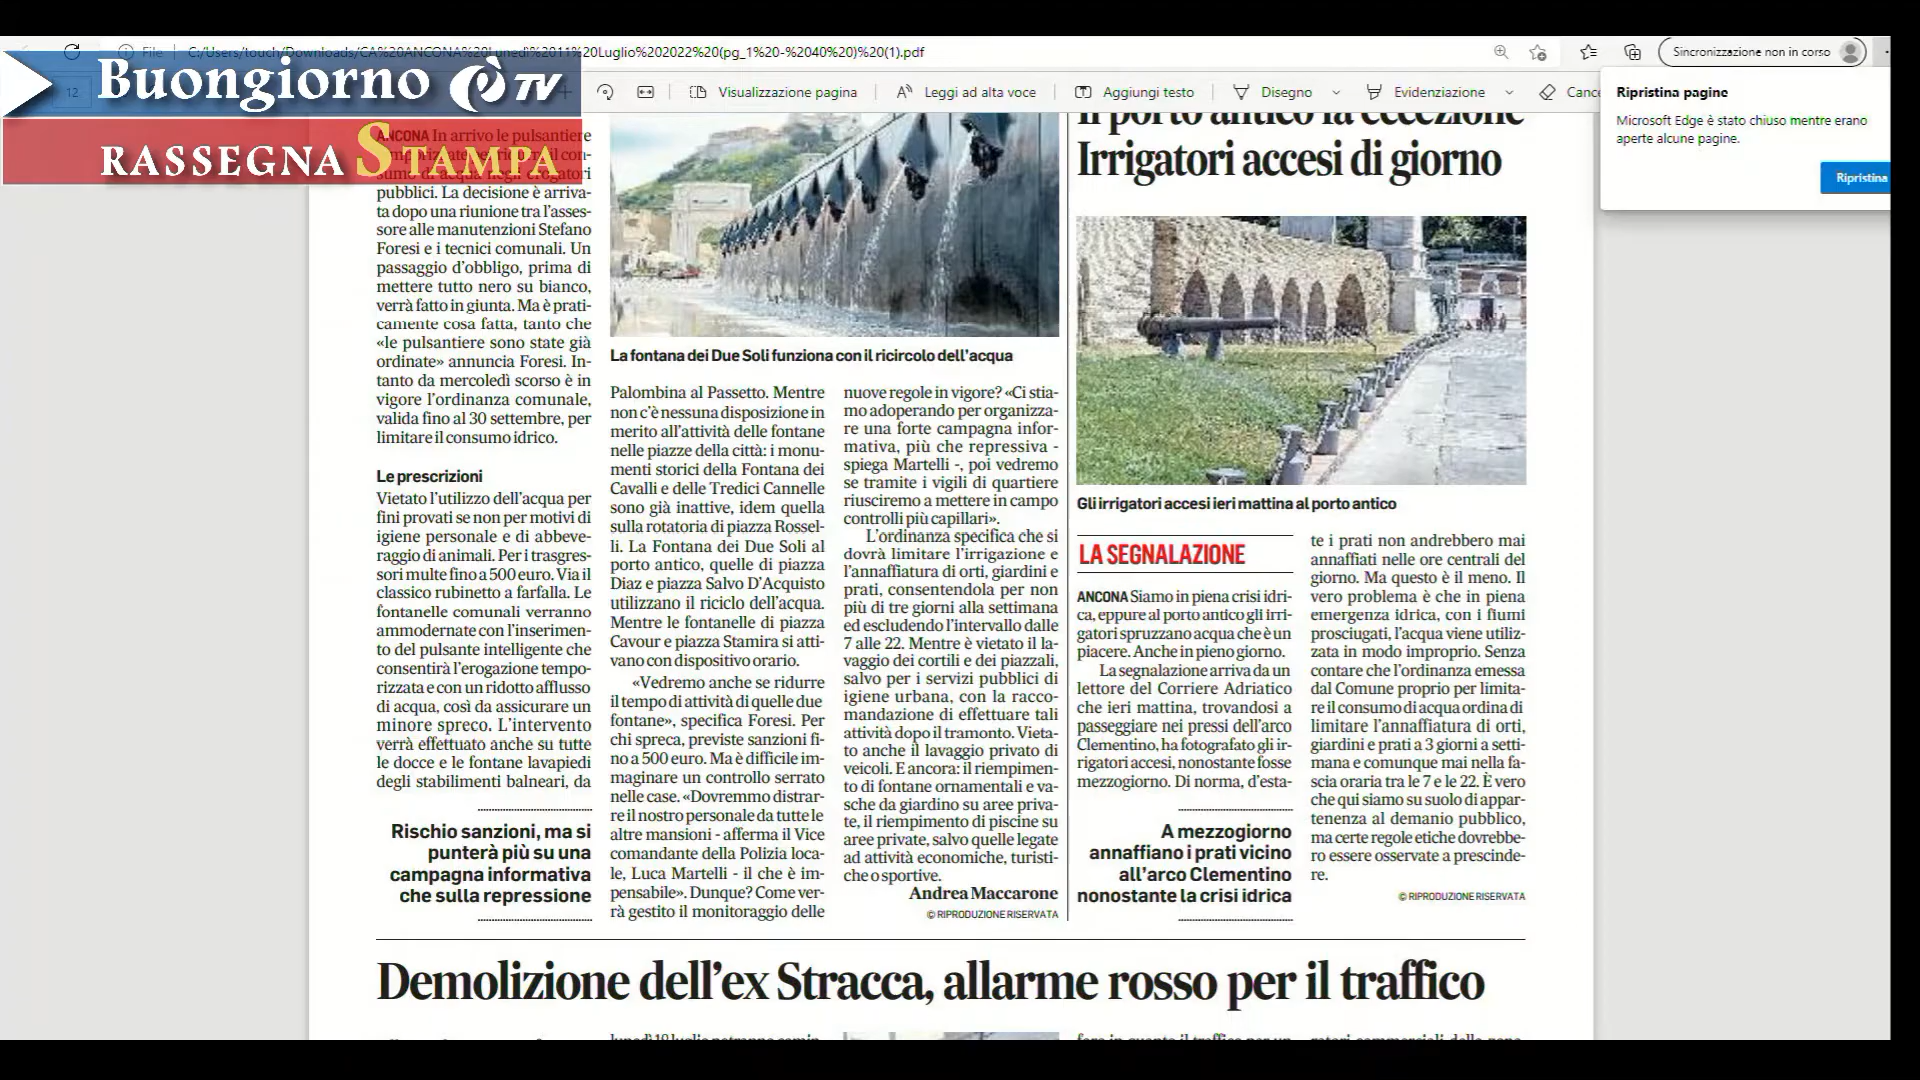 File
C:/Users/touch/Downloads/CA%20ANCONA%20Lunedì%2011%20Luglio%202022%20(pg_1%20-%2040%20)%20(1).pdf
Sincronizzazione non in corso
Buongiorno è TV
RASSEGNA STAMPA
12
Visualizzazione pagina
Leggi ad alta voce
Aggiungi testo
Disegno
Evidenziazione
Ripristina pagine
Microsoft Edge è stato chiuso mentre erano
aperte alcune pagine.
Ripristina
ANCONA In arrivo le pulsantiere
pubblici. La decisione è arriva-
ta dopo una riunione tra l'asses-
sore alle manutenzioni Stefano
Foresi e i tecnici comunali. Un
passaggio d'obbligo, prima di
mettere tutto nero su bianco,
verrà fatto in giunta. Ma è prati-
camente cosa fatta, tanto che
«le pulsantiere sono state già
ordinate» annuncia Foresi. In-
tanto da mercoledì scorso è in
vigore l'ordinanza comunale,
valida fino al 30 settembre, per
limitare il consumo idrico.
Le prescrizioni
Vietato l'utilizzo dell'acqua per
fini provati se non per motivi di
igiene personale e di abbeve-
raggio di animali. Per i trasgres-
sori multe fino a 500 euro. Via il
classico rubinetto a farfalla. Le
fontanelle comunali verranno
ammodernate con l'inserimen-
to del pulsante intelligente che
consentirà l'erogazione tempo-
rizzata e con un ridotto afflusso
di acqua, così da assicurare un
minore spreco. L'intervento
verrà effettuato anche su tutte
le docce e le fontane lavapiedi
degli stabilimenti balneari, da
Rischio sanzioni, ma si
punterà più su una
campagna informativa
che sulla repressione
La fontana dei Due Soli funziona con il ricircolo dell'acqua
Palombina al Passetto. Mentre
non c'è nessuna disposizione in
merito all'attività delle fontane
nelle piazze della città: i monu-
menti storici della Fontana dei
Cavalli e delle Tredici Cannelle
sono già inattive, idem quella
sulla rotatoria di piazza Rossel-
li. La Fontana dei Due Soli al
porto antico, quelle di piazza
Diaz e piazza Salvo D'Acquisto
utilizzano il riciclo dell'acqua.
Mentre le fontanelle di piazza
Cavour e piazza Stamira si atti-
vano con dispositivo orario.
«Vedremo anche se ridurre
il tempo di attività di quelle due
fontane», specifica Foresi. Per
chi spreca, previste sanzioni fi-
no a 500 euro. Ma è difficile im-
maginare un controllo serrato
nelle case. «Dovremmo distrar-
re il nostro personale da tutte le
altre mansioni - afferma il Vice
comandante della Polizia loca-
le, Luca Martelli - il che è im-
pensabile». Dunque? Come ver-
rà gestito il monitoraggio delle
nuove regole in vigore? «Ci stia-
mo adoperando per organizza-
re una forte campagna infor-
mativa, più che repressiva -
spiega Martelli -, poi vedremo
se tramite i vigili di quartiere
riusciremo a mettere in campo
controlli più capillari».
L'ordinanza specifica che si
dovrà limitare l'irrigazione e
l'annaffiatura di orti, giardini e
prati, consentendola per non
più di tre giorni alla settimana
ed escludendo l'intervallo dalle
7 alle 22. Mentre è vietato il la-
vaggio dei cortili e dei piazzali,
salvo per i servizi pubblici di
igiene urbana, con la racco-
mandazione di effettuare tali
attività dopo il tramonto. Vieta-
to anche il lavaggio privato di
veicoli. E ancora: il riempimen-
to di fontane ornamentali e va-
sche da giardino su aree priva-
te, il riempimento di piscine su
aree private, salvo quelle legate
ad attività economiche, turisti-
che o sportive.
Andrea Maccarone
© RIPRODUZIONE RISERVATA
Il porto antico fa eccezione
Irrigatori accesi di giorno
Gli irrigatori accesi ieri mattina al porto antico
LA SEGNALAZIONE
ANCONA Siamo in piena crisi idri-
ca, eppure al porto antico gli irri-
gatori spruzzano acqua che è un
piacere. Anche in pieno giorno.
La segnalazione arriva da un
lettore del Corriere Adriatico
che ieri mattina, trovandosi a
passeggiare nei pressi dell'arco
Clementino, ha fotografato gli ir-
rigatori accesi, nonostante fosse
mezzogiorno. Di norma, d'esta-
A mezzogiorno
annaffiano i prati vicino
all'arco Clementino
nonostante la crisi idrica
te i prati non andrebbero mai
annaffiati nelle ore centrali del
giorno. Ma questo è il meno. Il
vero problema è che in piena
emergenza idrica, con i fiumi
prosciugati, l'acqua viene utiliz-
zata in modo improprio. Senza
contare che l'ordinanza emessa
dal Comune proprio per limita-
re il consumo di acqua ordina di
limitare l'annaffiatura di orti,
giardini e prati a 3 giorni a setti-
mana e comunque mai nella fa-
scia oraria tra le 7 e le 22. È vero
che qui siamo su suolo di appar-
tenenza al demanio pubblico,
ma certe regole etiche dovrebbe-
ro essere osservate a prescinde-
re.
© RIPRODUZIONE RISERVATA
Demolizione dell'ex Stracca, allarme rosso per il traffico